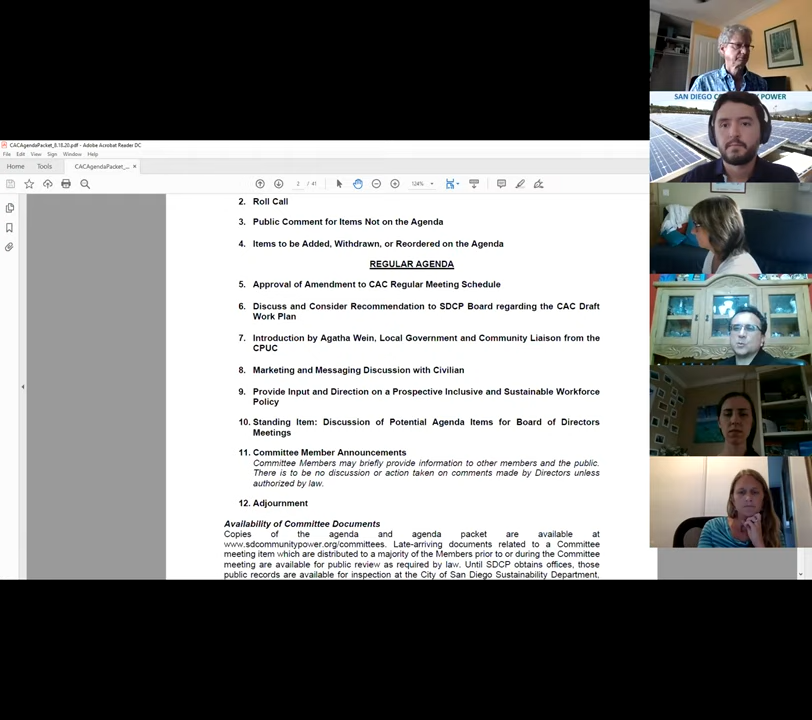 CACAgendaPacket_8.18.20.pdf - Adobe Acrobat Reader DC
File Edit View Sign Window Help
Home Tools CACAgendaPacket_... ×
2 / 41 124%
2. Roll Call
3. Public Comment for Items Not on the Agenda
4. Items to be Added, Withdrawn, or Reordered on the Agenda
REGULAR AGENDA
5. Approval of Amendment to CAC Regular Meeting Schedule
6. Discuss and Consider Recommendation to SDCP Board regarding the CAC Draft
Work Plan
7. Introduction by Agatha Wein, Local Government and Community Liaison from the
CPUC
8. Marketing and Messaging Discussion with Civilian
9. Provide Input and Direction on a Prospective Inclusive and Sustainable Workforce
Policy
10. Standing Item: Discussion of Potential Agenda Items for Board of Directors
Meetings
11. Committee Member Announcements
Committee Members may briefly provide information to other members and the public.
There is to be no discussion or action taken on comments made by Directors unless
authorized by law.
12. Adjournment
Availability of Committee Documents
Copies of the agenda and agenda packet are available at
www.sdcommunitypower.org/committees. Late-arriving documents related to a Committee
meeting item which are distributed to a majority of the Members prior to or during the Committee
meeting are available for public review as required by law. Until SDCP obtains offices, those
public records are available for inspection at the City of San Diego Sustainability Department,
SAN DIEGO POWER